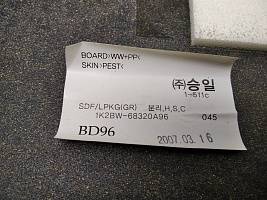 BOARD>WW+PP<
SKIN>PEST<
㈜승일
1-611c
SDF/LPKG(GR) 분리,H,S,C
1K2BW-68320A96 045
BD96
2007.03.16